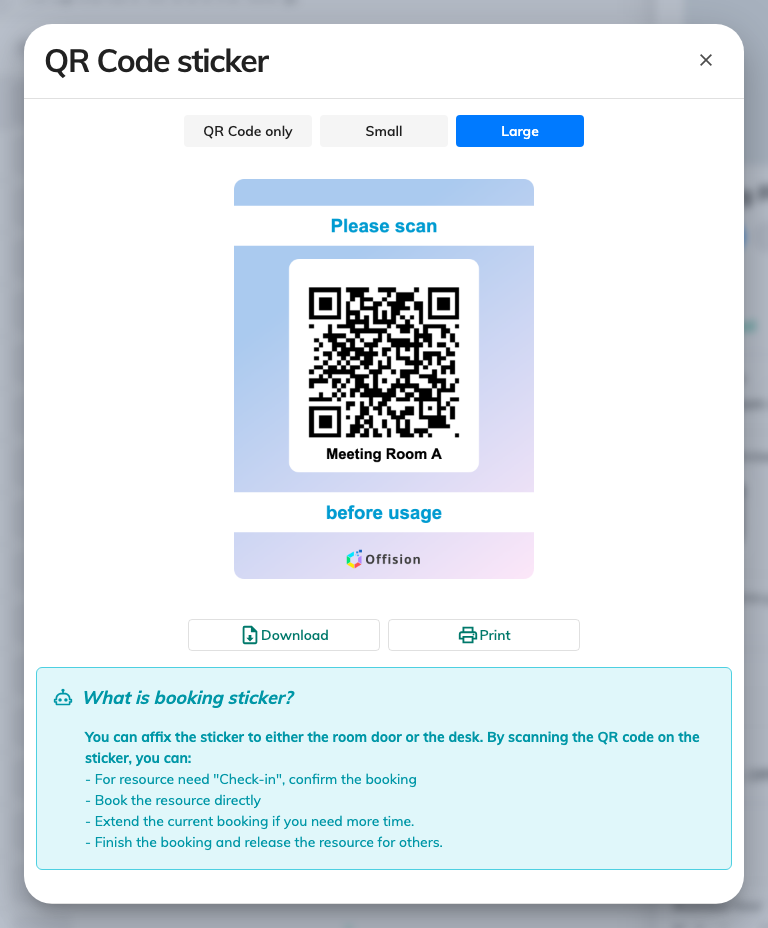 QR Code sticker
QR Code only
Small
Large
Please scan
Meeting Room A
before usage
Offision
Download
Print
What is booking sticker?
You can affix the sticker to either the room door or the desk. By scanning the QR code on the
sticker, you can:
- For resource need "Check-in", confirm the booking
- Book the resource directly
- Extend the current booking if you need more time.
- Finish the booking and release the resource for others.